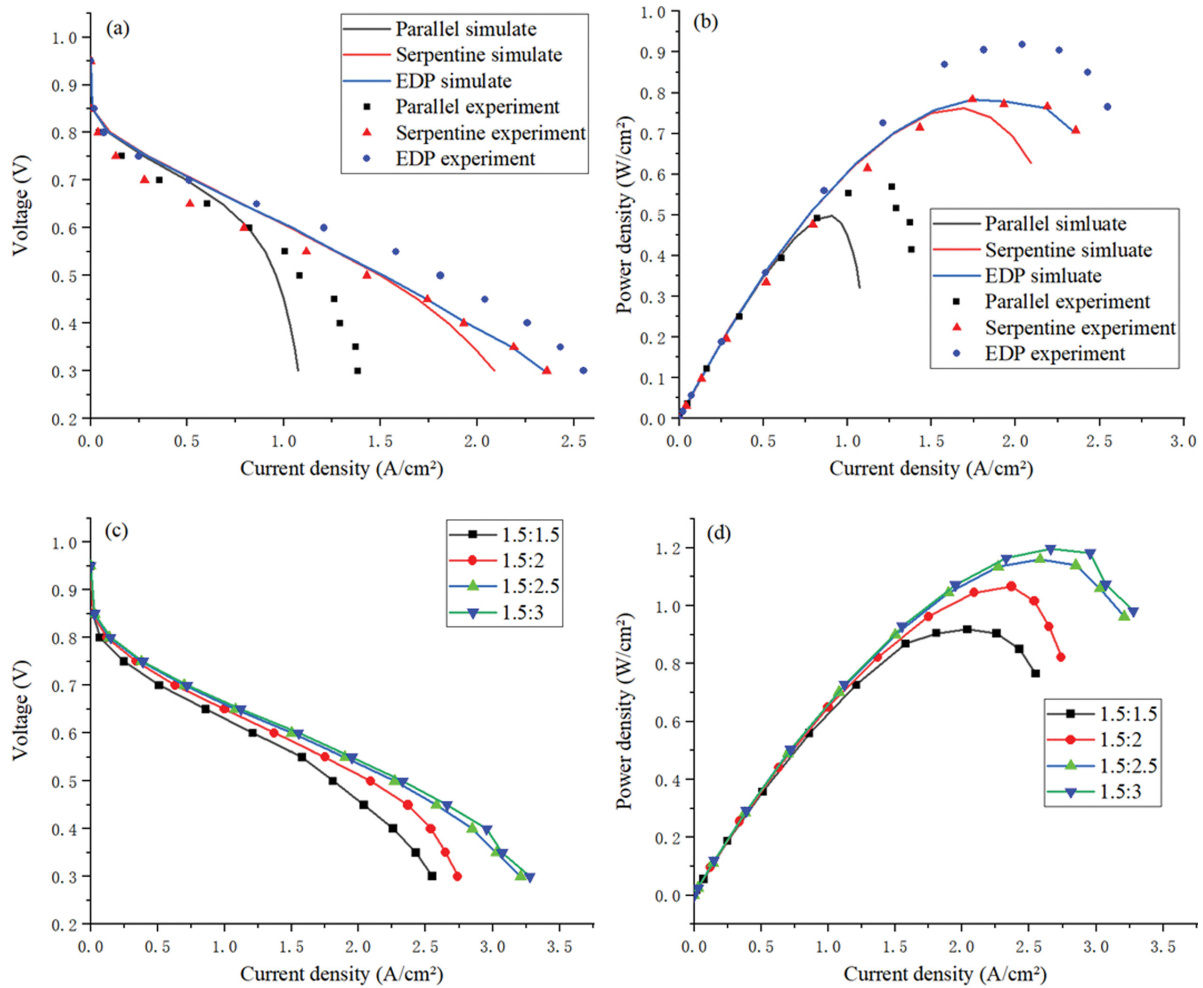 (a)
Parallel simulate
Serpentine simulate
EDP simulate
Parallel experiment
Serpentine experiment
EDP experiment
1.0
0.9
0.8
0.7
0.6
0.5
0.4
0.3
0.2
Voltage (V)
0.0 0.5 1.0 1.5 2.0 2.5
Current density (A/cm²)
(b)
Parallel simluate
Serpentine simluate
EDP simluate
Parallel experiment
Serpentine experiment
EDP experiment
1.0
0.9
0.8
0.7
0.6
0.5
0.4
0.3
0.2
0.1
0.0
Power density (W/cm²)
0.0 0.5 1.0 1.5 2.0 2.5 3.0
Current density (A/cm²)
(c)
1.5:1.5
1.5:2
1.5:2.5
1.5:3
1.0
0.9
0.8
0.7
0.6
0.5
0.4
0.3
0.2
Voltage (V)
0.0 0.5 1.0 1.5 2.0 2.5 3.0 3.5
Current density (A/cm²)
(d)
1.5:1.5
1.5:2
1.5:2.5
1.5:3
1.2
1.0
0.8
0.6
0.4
0.2
0.0
Power density (W/cm²)
0.0 0.5 1.0 1.5 2.0 2.5 3.0 3.5
Current density (A/cm²)